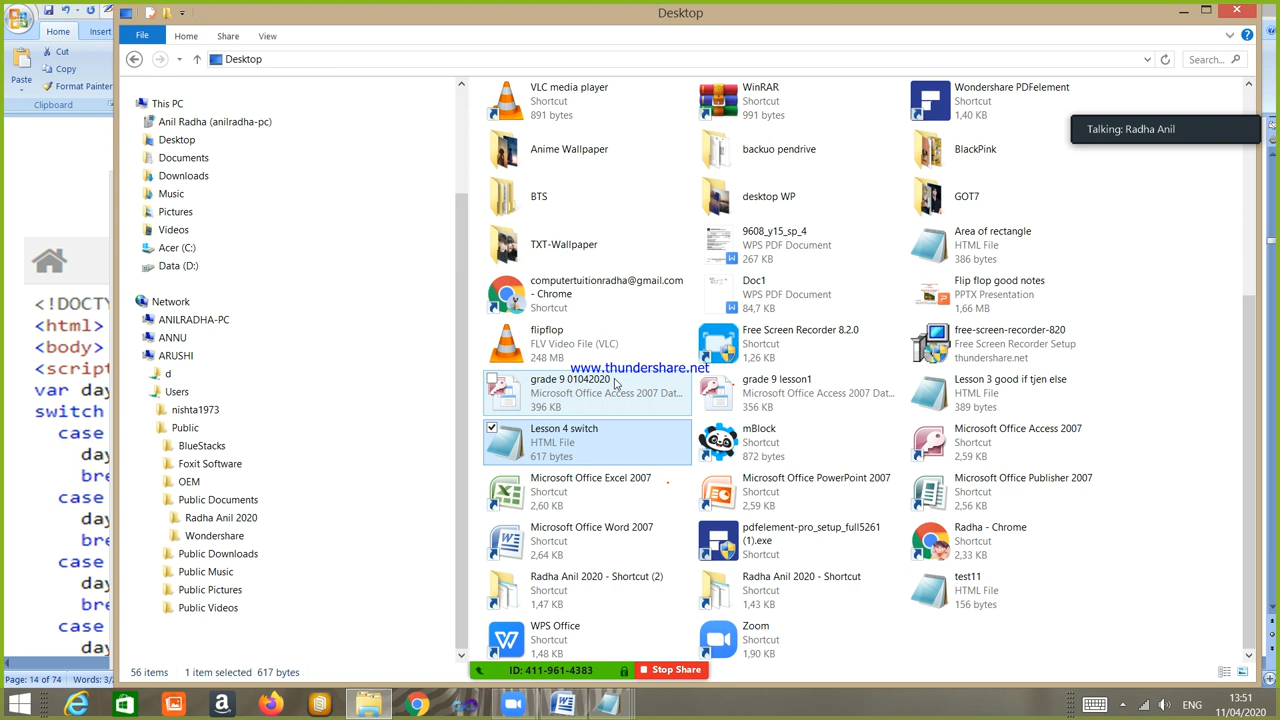 Desktop
Home
Insert
File
Home
Share
View
Cut
Copy
Format Painter
Paste
Clipboard
Desktop
Search...
This PC
Anil Radha (anilradha-pc)
Desktop
Documents
Downloads
Music
Pictures
Videos
Acer (C:)
Data (D:)
Network
ANILRADHA-PC
ANNU
ARUSHI
d
Users
nishta1973
Public
BlueStacks
Foxit Software
OEM
Public Documents
Radha Anil 2020
Wondershare
Public Downloads
Public Music
Public Pictures
Public Videos
<!DOCTY
<html>
<body>
<script
switch
case
day
bre
case
day
bre
case
day
bre
case
day
VLC media player
Shortcut
891 bytes
WinRAR
Shortcut
991 bytes
Wondershare PDFelement
Shortcut
1,40 KB
Talking: Radha Anil
Anime Wallpaper
backuo pendrive
BlackPink
BTS
desktop WP
GOT7
TXT-Wallpaper
9608_y15_sp_4
WPS PDF Document
267 KB
Area of rectangle
HTML File
386 bytes
computertuitionradha@gmail.com
- Chrome
Shortcut
Doc1
WPS PDF Document
84,7 KB
Flip flop good notes
PPTX Presentation
1,66 MB
flipflop
FLV Video File (VLC)
248 MB
Free Screen Recorder 8.2.0
Shortcut
1,26 KB
free-screen-recorder-820
Free Screen Recorder Setup
thundershare.net
www.thundershare.net
grade 9 01042020
Microsoft Office Access 2007 Dat...
396 KB
grade 9 lesson1
Microsoft Office Access 2007 Dat...
356 KB
Lesson 3 good if tjen else
HTML File
389 bytes
Lesson 4 switch
HTML File
617 bytes
mBlock
Shortcut
872 bytes
Microsoft Office Access 2007
Shortcut
2,59 KB
Microsoft Office Excel 2007
Shortcut
2,60 KB
Microsoft Office PowerPoint 2007
Shortcut
2,59 KB
Microsoft Office Publisher 2007
Shortcut
2,56 KB
Microsoft Office Word 2007
Shortcut
2,64 KB
pdfelement-pro_setup_full5261
(1).exe
Shortcut
Radha - Chrome
Shortcut
2,33 KB
Radha Anil 2020 - Shortcut (2)
Shortcut
1,47 KB
Radha Anil 2020 - Shortcut
Shortcut
1,43 KB
test11
HTML File
156 bytes
WPS Office
Shortcut
1,48 KB
Zoom
Shortcut
1,90 KB
56 items
1 item selected 617 bytes
ID: 411-961-4383
Stop Share
Page: 14 of 74
Words: 3/
ENG
13:51
11/04/2020